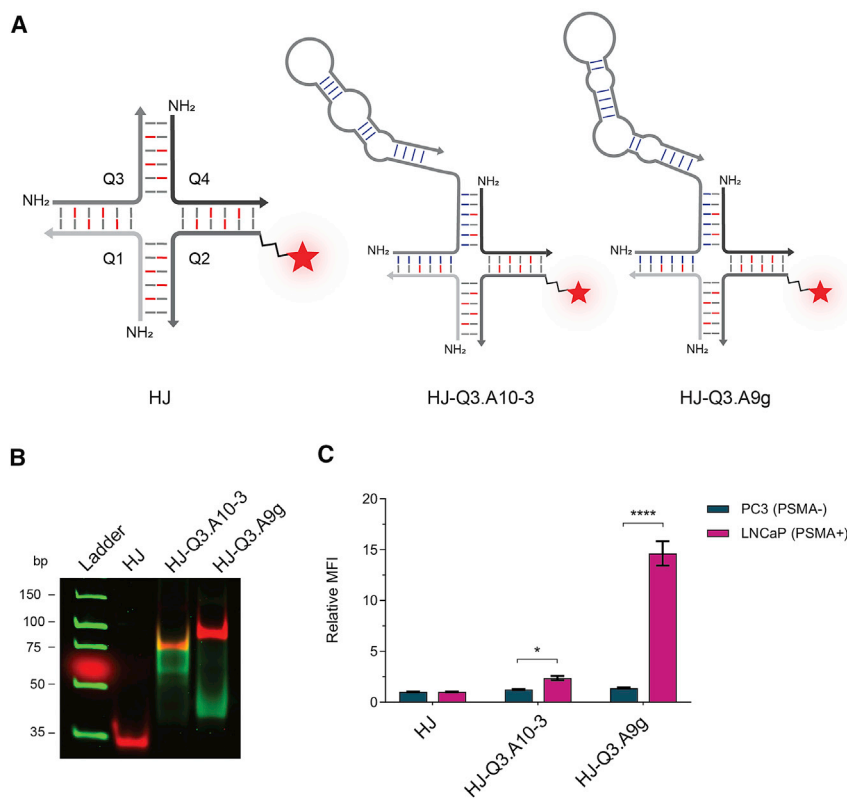 A
NH₂
Q3
Q4
NH₂
Q1
Q2
NH₂
HJ
NH₂
NH₂
NH₂
HJ-Q3.A10-3
NH₂
NH₂
NH₂
HJ-Q3.A9g
B
bp
Ladder
HJ
HJ-Q3.A10-3
HJ-Q3.A9g
150
100
75
50
35
C
Relative MFI
20
15
10
5
2.5
0
*
****
HJ
HJ-Q3.A10-3
HJ-Q3.A9g
PC3 (PSMA-)
LNCaP (PSMA+)